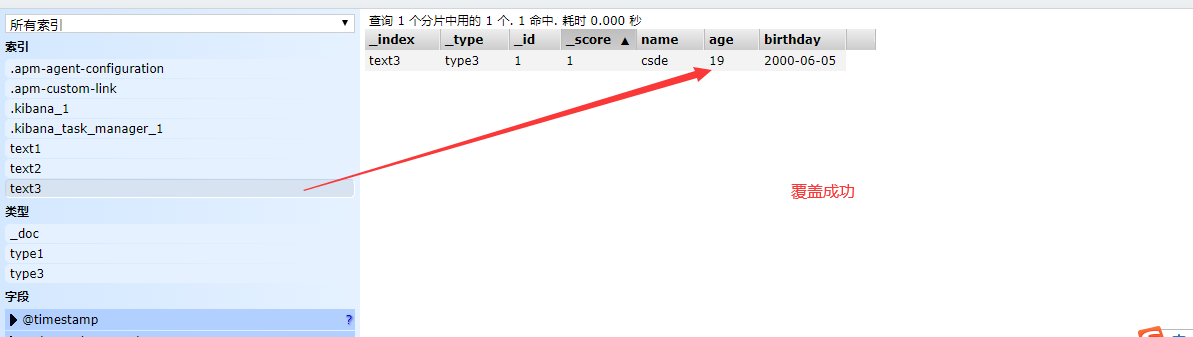 所有索引
索引
.apm-agent-configuration
.apm-custom-link
.kibana_1
.kibana_task_manager_1
text1
text2
text3
类型
_doc
type1
type3
字段
@timestamp ?
查询 1 个分片中用的 1 个. 1 命中. 耗时 0.000 秒
_index _type _id _score ▲ name age birthday
text3 type3 1 1 csde 19 2000-06-05
覆盖成功